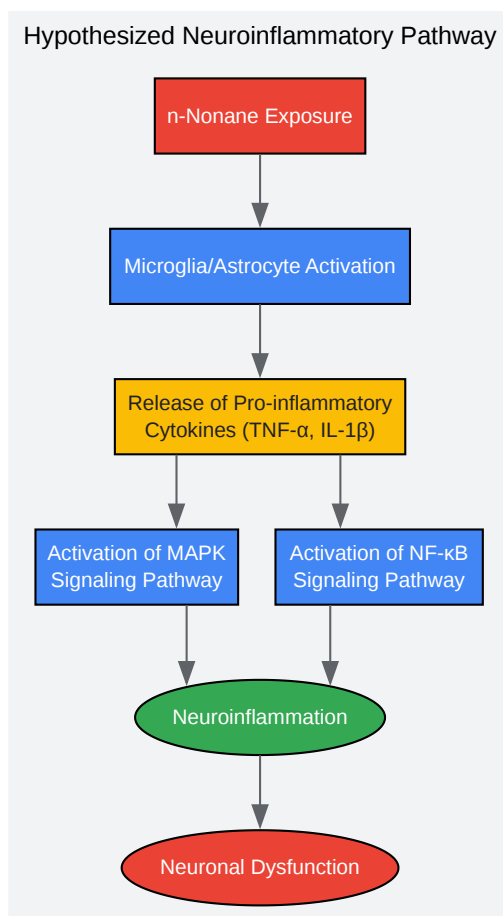 Hypothesized Neuroinflammatory Pathway
n-Nonane Exposure
Microglia/Astrocyte Activation
Release of Pro-inflammatory
Cytokines (TNF-α, IL-1β)
Activation of MAPK
Signaling Pathway
Activation of NF-κB
Signaling Pathway
Neuroinflammation
Neuronal Dysfunction